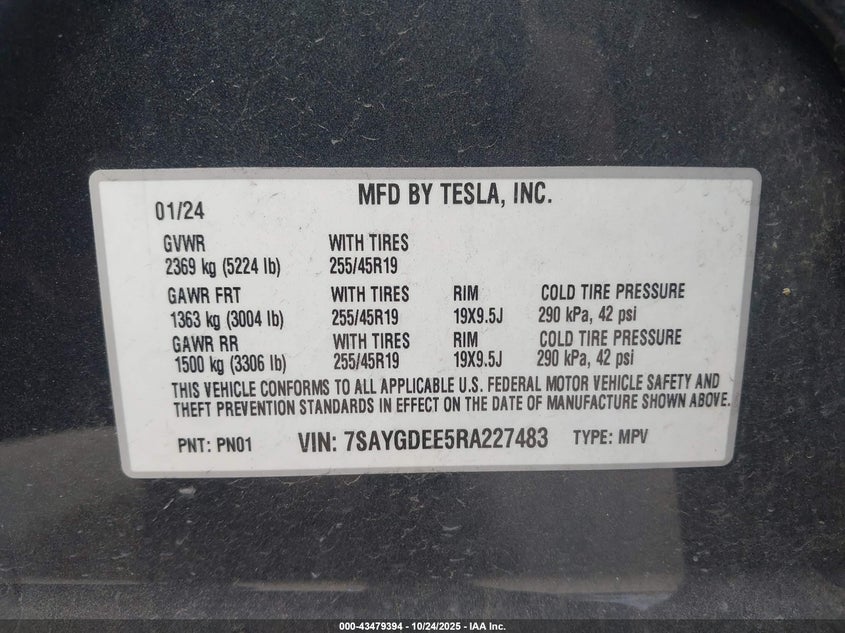 MFD BY TESLA, INC.
01/24
GVWR WITH TIRES
2369 kg (5224 lb) 255/45R19
GAWR FRT WITH TIRES RIM COLD TIRE PRESSURE
1363 kg (3004 lb) 255/45R19 19X9.5J 290 kPa, 42 psi
GAWR RR WITH TIRES RIM COLD TIRE PRESSURE
1500 kg (3306 lb) 255/45R19 19X9.5J 290 kPa, 42 psi
THIS VEHICLE CONFORMS TO ALL APPLICABLE U.S. FEDERAL MOTOR VEHICLE SAFETY AND
THEFT PREVENTION STANDARDS IN EFFECT ON THE DATE OF MANUFACTURE SHOWN ABOVE.
PNT: PN01 VIN: 7SAYGDEE5RA227483 TYPE: MPV
000-43479394 - 10/24/2025 - IAA Inc.